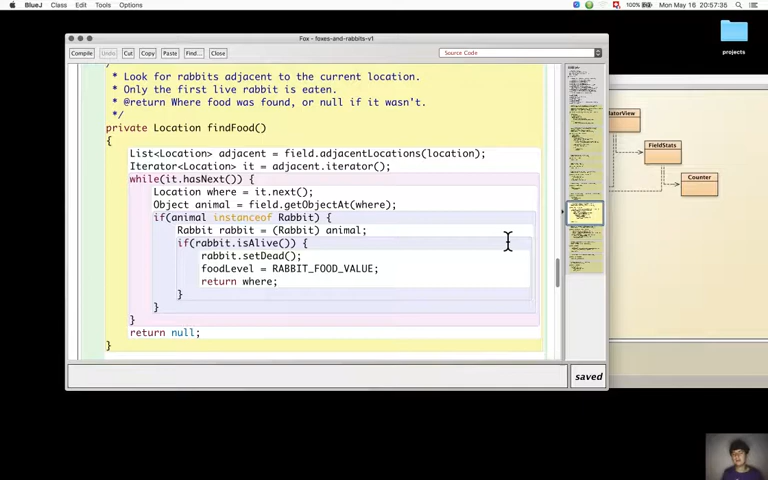 BlueJ Class Edit Tools Options
100% Mon May 16 20:57:35
Fox - foxes-and-rabbits-v1
Compile Undo Cut Copy Paste Find... Close
Source Code
* Look for rabbits adjacent to the current location.
* Only the first live rabbit is eaten.
* @return Where food was found, or null if it wasn't.
*/
private Location findFood()
{
List<Location> adjacent = field.adjacentLocations(location);
Iterator<Location> it = adjacent.iterator();
while(it.hasNext()) {
Location where = it.next();
Object animal = field.getObjectAt(where);
if(animal instanceof Rabbit) {
Rabbit rabbit = (Rabbit) animal;
if(rabbit.isAlive()) {
rabbit.setDead();
foodLevel = RABBIT_FOOD_VALUE;
return where;
}
}
}
return null;
}
saved
projects
FieldStats
Counter